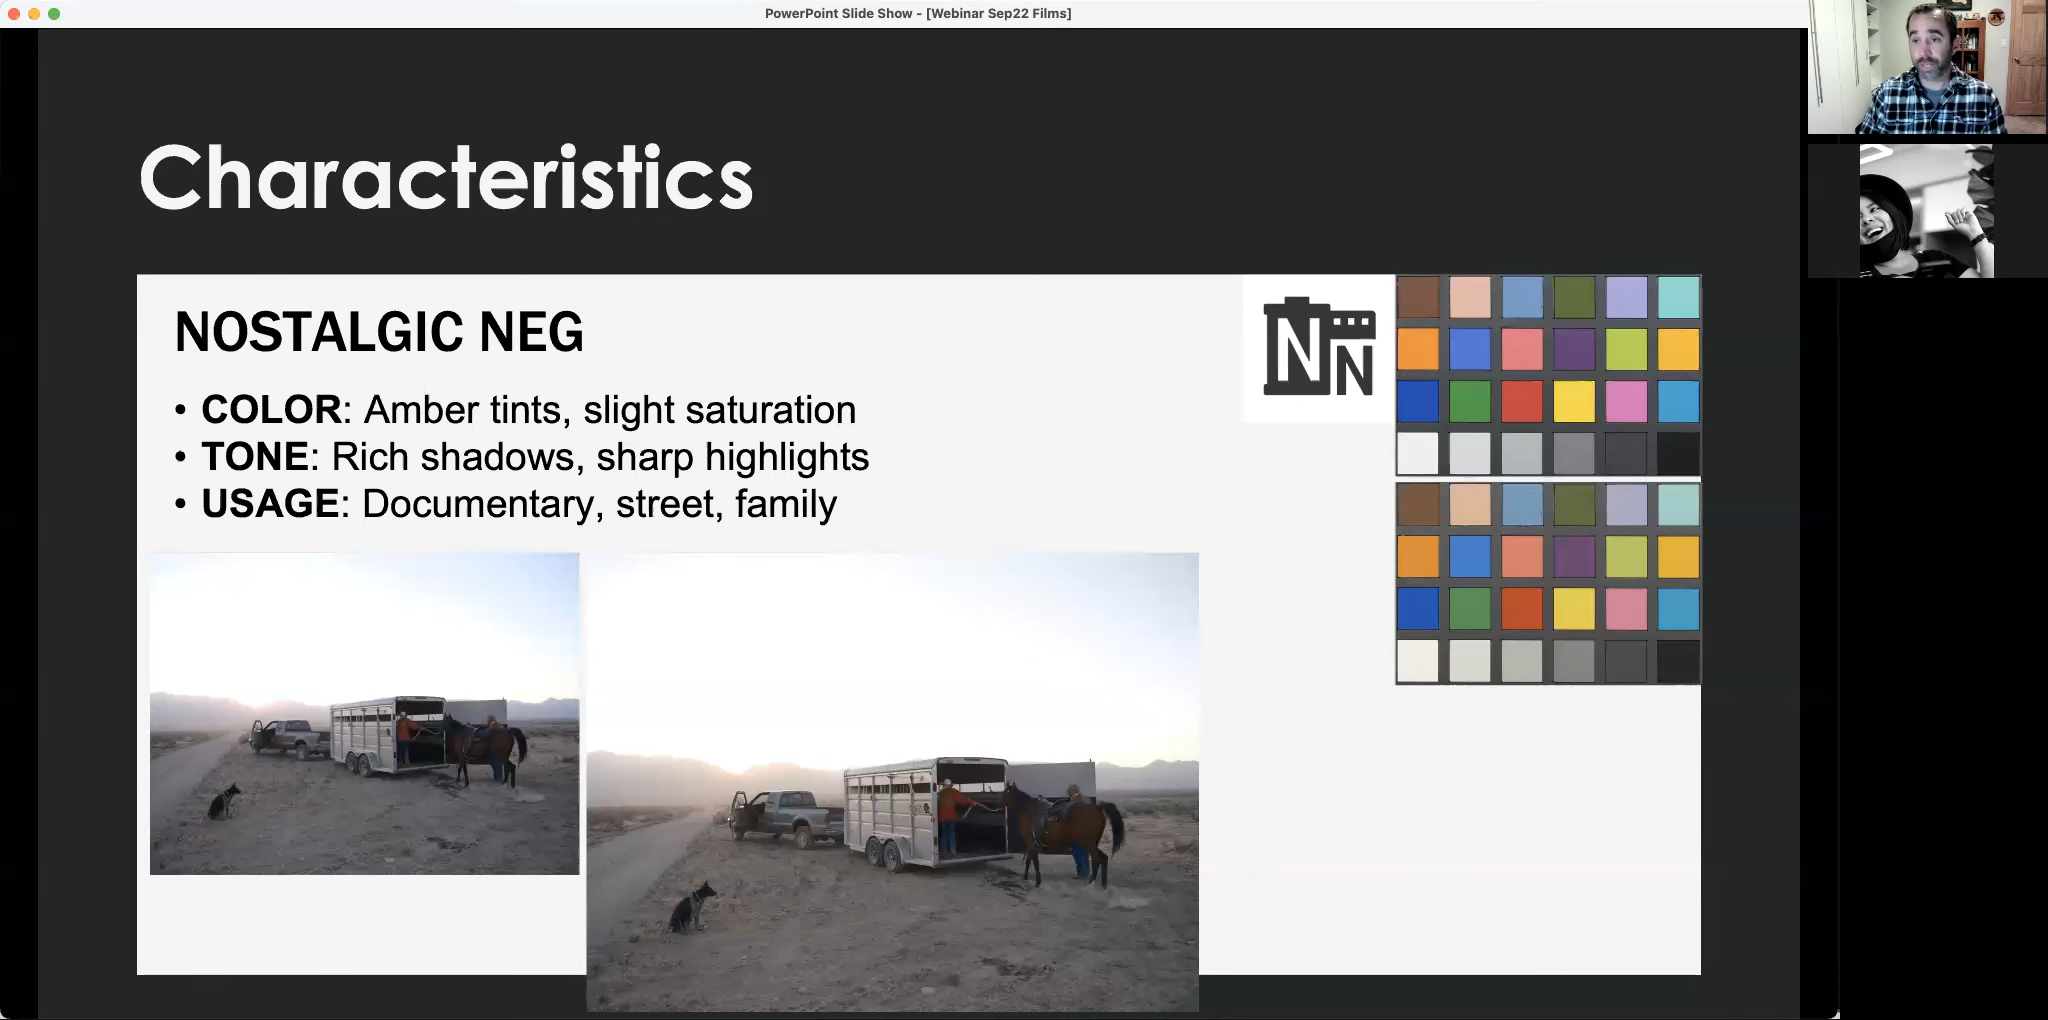 PowerPoint Slide Show - [Webinar Sep22 Films]
Characteristics
NOSTALGIC NEG
• COLOR: Amber tints, slight saturation
• TONE: Rich shadows, sharp highlights
• USAGE: Documentary, street, family
N
N